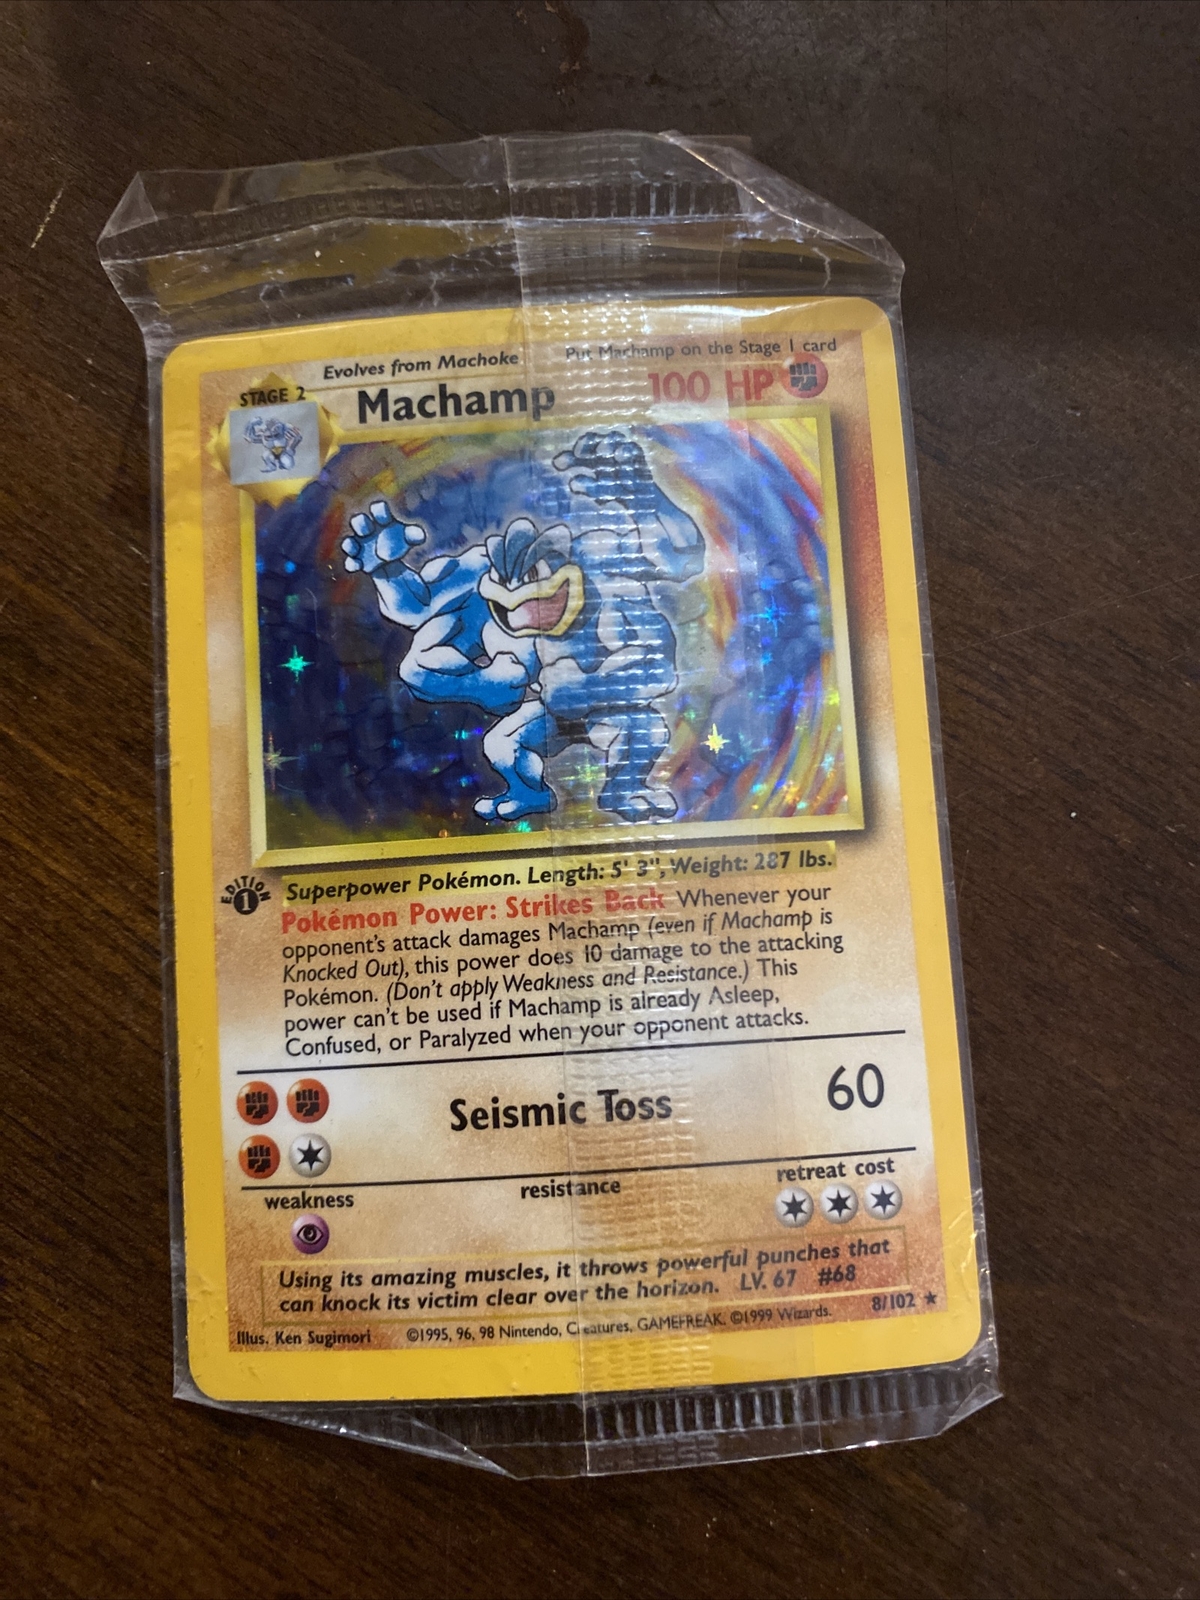 Evolves from Machoke
Put Machamp on the Stage 1 card
STAGE 2
Machamp
100 HP
Superpower Pokémon. Length: 5' 3", Weight: 287 lbs.
EDITION
1
Pokémon Power: Strikes Back Whenever your
opponent's attack damages Machamp (even if Machamp is
Knocked Out), this power does 10 damage to the attacking
Pokémon. (Don't apply Weakness and Resistance.) This
power can't be used if Machamp is already Asleep,
Confused, or Paralyzed when your opponent attacks.
Seismic Toss
60
weakness
resistance
retreat cost
Using its amazing muscles, it throws powerful punches that
can knock its victim clear over the horizon. LV. 67 #68
Illus. Ken Sugimori ©1995, 96, 98 Nintendo, Creatures, GAMEFREAK. ©1999 Wizards. 8/102 ★